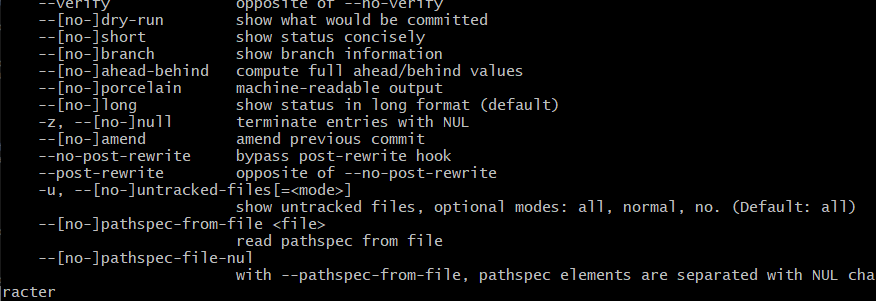 --verify opposite of --no-verify
--[no-]dry-run show what would be committed
--[no-]short show status concisely
--[no-]branch show branch information
--[no-]ahead-behind compute full ahead/behind values
--[no-]porcelain machine-readable output
--[no-]long show status in long format (default)
-z, --[no-]null terminate entries with NUL
--[no-]amend amend previous commit
--no-post-rewrite bypass post-rewrite hook
--post-rewrite opposite of --no-post-rewrite
-u, --[no-]untracked-files[=<mode>]
show untracked files, optional modes: all, normal, no. (Default: all)
--[no-]pathspec-from-file <file>
read pathspec from file
--[no-]pathspec-file-nul
with --pathspec-from-file, pathspec elements are separated with NUL cha
racter